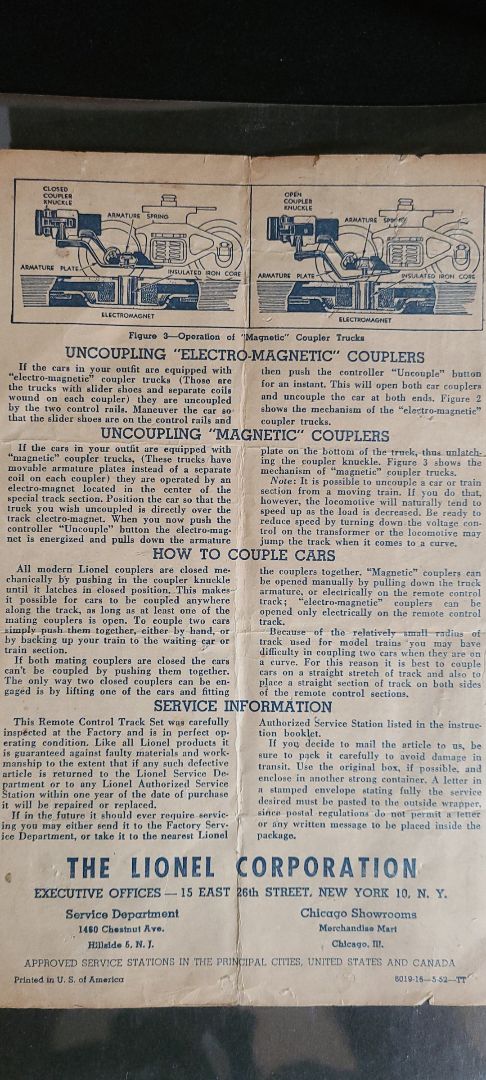 CLOSED
COUPLER
KNUCKLE
ARMATURE SPRING
ARMATURE PLATE
INSULATED IRON CORE
ELECTROMAGNET
OPEN
COUPLER
KNUCKLE
ARMATURE SPRING
ARMATURE PLATE
INSULATED IRON CORE
ELECTROMAGNET
Figure 3—Operation of "Magnetic" Coupler Trucks
UNCOUPLING "ELECTRO-MAGNETIC" COUPLERS
If the cars in your outfit are equipped with
"electro-magnetic" coupler trucks (Those are
the trucks with slider shoes and separate coils
wound on each coupler) they are uncoupled
by the two control rails. Maneuver the car so
that the slider shoes are on the control rails and
then push the controller "Uncouple" button
for an instant. This will open both car couplers
and uncouple the car at both ends. Figure 2
shows the mechanism of the "electro-magnetic"
coupler trucks.
UNCOUPLING "MAGNETIC" COUPLERS
If the cars in your outfit are equipped with
"magnetic" coupler trucks, (These trucks have
movable armature plates instead of a separate
coil on each coupler) they are operated by an
electro-magnet located in the center of the
special track section. Position the car so that the
truck you wish uncoupled is directly over the
track electro-magnet. When you now push the
controller "Uncouple" button the electro-mag-
net is energized and pulls down the armature
plate on the bottom of the truck, thus unlatch-
ing the coupler knuckle. Figure 3 shows the
mechanism of "magnetic" coupler trucks.
Note: It is possible to uncouple a car or train
section from a moving train. If you do that,
however, the locomotive will naturally tend to
speed up as the load is decreased. Be ready to
reduce speed by turning down the voltage con-
trol on the transformer or the locomotive may
jump the track when it comes to a curve.
HOW TO COUPLE CARS
All modern Lionel couplers are closed me-
chanically by pushing in the coupler knuckle
until it latches in closed position. This makes
it possible for cars to be coupled anywhere
along the track, as long as at least one of the
mating couplers is open. To couple two cars
simply push them together, either by hand, or
by backing up your train to the waiting car or
train section.
If both mating couplers are closed the cars
can't be coupled by pushing them together.
The only way two closed couplers can be en-
gaged is by lifting one of the cars and fitting
the couplers together. "Magnetic" couplers can
be opened manually by pulling down the truck
armature, or electrically on the remote control
track; "electro-magnetic" couplers can be
opened only electrically on the remote control
track.
Because of the relatively small radius of
track used for model trains you may have
difficulty in coupling two cars when they are on
a curve. For this reason it is best to couple
cars on a straight stretch of track and also to
place a straight section of track on both sides
of the remote control sections.
SERVICE INFORMATION
This Remote Control Track Set was carefully
inspected at the Factory and is in perfect op-
erating condition. Like all Lionel products it
is guaranteed against faulty materials and work-
manship to the extent that if any such defective
article is returned to the Lionel Service De-
partment or to any Lionel Authorized Service
Station within one year of the date of purchase
it will be repaired or replaced.
If in the future it should ever require servic-
ing you may either send it to the Factory Serv-
ice Department, or take it to the nearest Lionel
Authorized Service Station listed in the instruc-
tion booklet.
If you decide to mail the article to us, be
sure to pack it carefully to avoid damage in
transit. Use the original box, if possible, and
enclose in another strong container. A letter in
a stamped envelope stating fully the service
desired must be pasted to the outside wrapper,
since postal regulations do not permit a letter
or any written message to be placed inside the
package.
THE LIONEL CORPORATION
EXECUTIVE OFFICES — 15 EAST 26th STREET, NEW YORK 10, N. Y.
Service Department
1460 Chestnut Ave.
Hillside 5, N. J.
Chicago Showrooms
Merchandise Mart
Chicago, Ill.
APPROVED SERVICE STATIONS IN THE PRINCIPAL CITIES, UNITED STATES AND CANADA
Printed in U. S. of America
6019-16—5-52—TT